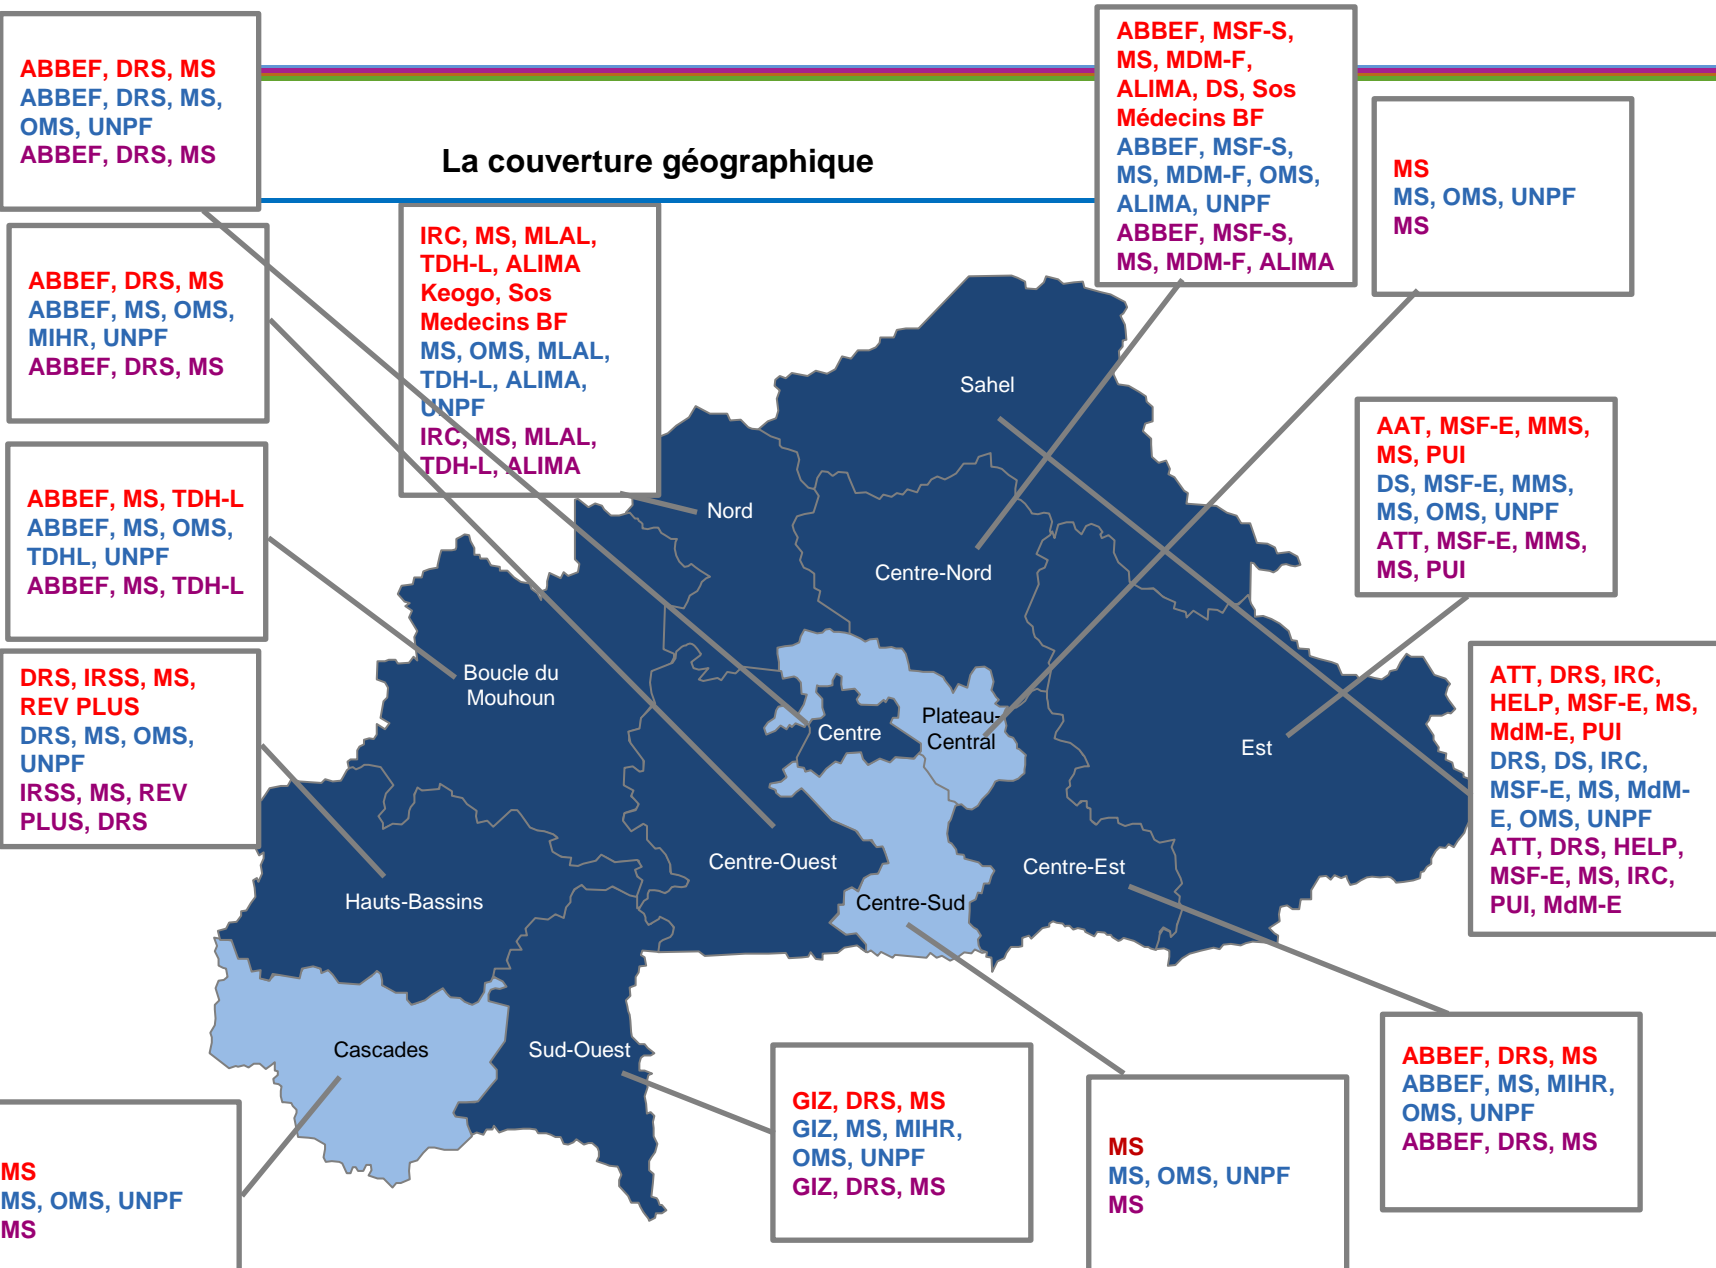 ABBEF, DRS, MS
ABBEF, DRS, MS,
OMS, UNPF
ABBEF, DRS, MS
La couverture géographique
ABBEF, MSF-S,
MS, MDM-F,
ALIMA, DS, Sos
Médecins BF
ABBEF, MSF-S,
MS, MDM-F, OMS,
ALIMA, UNPF
ABBEF, MSF-S,
MS, MDM-F, ALIMA
MS
MS, OMS, UNPF
MS
ABBEF, DRS, MS
ABBEF, MS, OMS,
MIHR, UNPF
ABBEF, DRS, MS
IRC, MS, MLAL,
TDH-L, ALIMA
Keogo, Sos
Medecins BF
MS, OMS, MLAL,
TDH-L, ALIMA,
UNPF
IRC, MS, MLAL,
TDH-L, ALIMA
AAT, MSF-E, MMS,
MS, PUI
DS, MSF-E, MMS,
MS, OMS, UNPF
ATT, MSF-E, MMS,
MS, PUI
ABBEF, MS, TDH-L
ABBEF, MS, OMS,
TDHL, UNPF
ABBEF, MS, TDH-L
DRS, IRSS, MS,
REV PLUS
DRS, MS, OMS,
UNPF
IRSS, MS, REV
PLUS, DRS
ATT, DRS, IRC,
HELP, MSF-E, MS,
MdM-E, PUI
DRS, DS, IRC,
MSF-E, MS, MdM-
E, OMS, UNPF
ATT, DRS, HELP,
MSF-E, MS, IRC,
PUI, MdM-E
Sahel
Nord
Centre-Nord
Boucle du
Mouhoun
Plateau-
Central
Centre
Est
Centre-Ouest
Centre-Est
Hauts-Bassins
Centre-Sud
Cascades
Sud-Ouest
MS
MS, OMS, UNPF
MS
GIZ, DRS, MS
GIZ, MS, MIHR,
OMS, UNPF
GIZ, DRS, MS
MS
MS, OMS, UNPF
MS
ABBEF, DRS, MS
ABBEF, MS, MIHR,
OMS, UNPF
ABBEF, DRS, MS